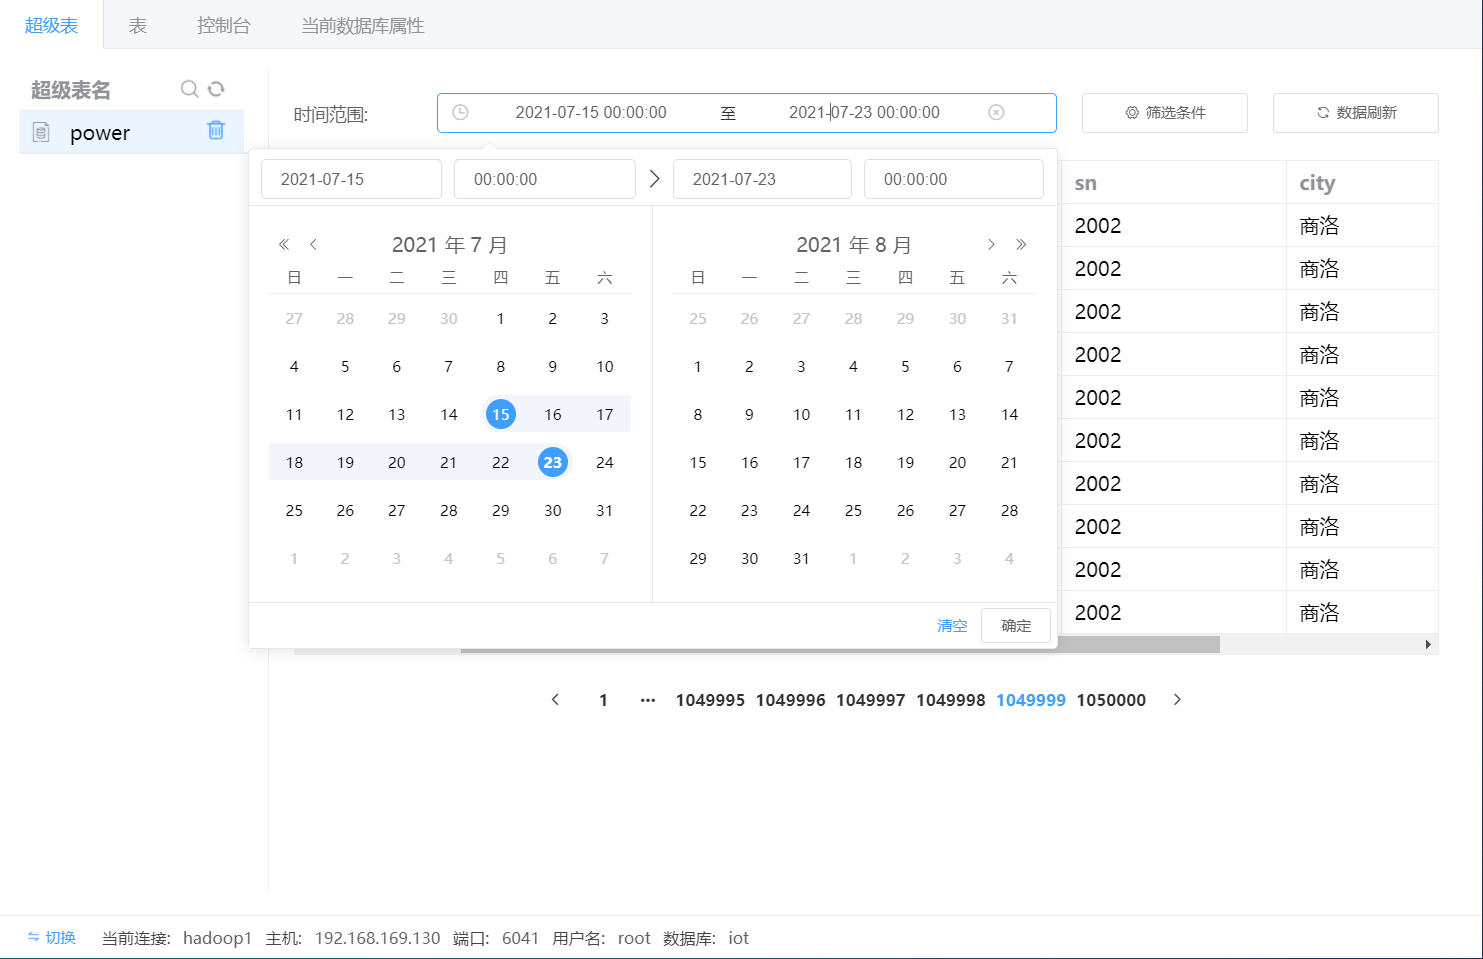 超级表 表 控制台 当前数据库属性
超级表名
power
时间范围: 2021-07-15 00:00:00 至 2021-07-23 00:00:00 筛选条件 数据刷新
2021-07-15 00:00:00 2021-07-23 00:00:00
2021 年 7 月
日 一 二 三 四 五 六
27 28 29 30 1 2 3
4 5 6 7 8 9 10
11 12 13 14 15 16 17
18 19 20 21 22 23 24
25 26 27 28 29 30 31
1 2 3 4 5 6 7
2021 年 8 月
日 一 二 三 四 五 六
25 26 27 28 29 30 31
1 2 3 4 5 6 7
8 9 10 11 12 13 14
15 16 17 18 19 20 21
22 23 24 25 26 27 28
29 30 31 1 2 3 4
清空 确定
sn city
2002 商洛
2002 商洛
2002 商洛
2002 商洛
2002 商洛
2002 商洛
2002 商洛
2002 商洛
2002 商洛
2002 商洛
1 ••• 1049995 1049996 1049997 1049998 1049999 1050000
切换 当前连接: hadoop1 主机: 192.168.169.130 端口: 6041 用户名: root 数据库: iot